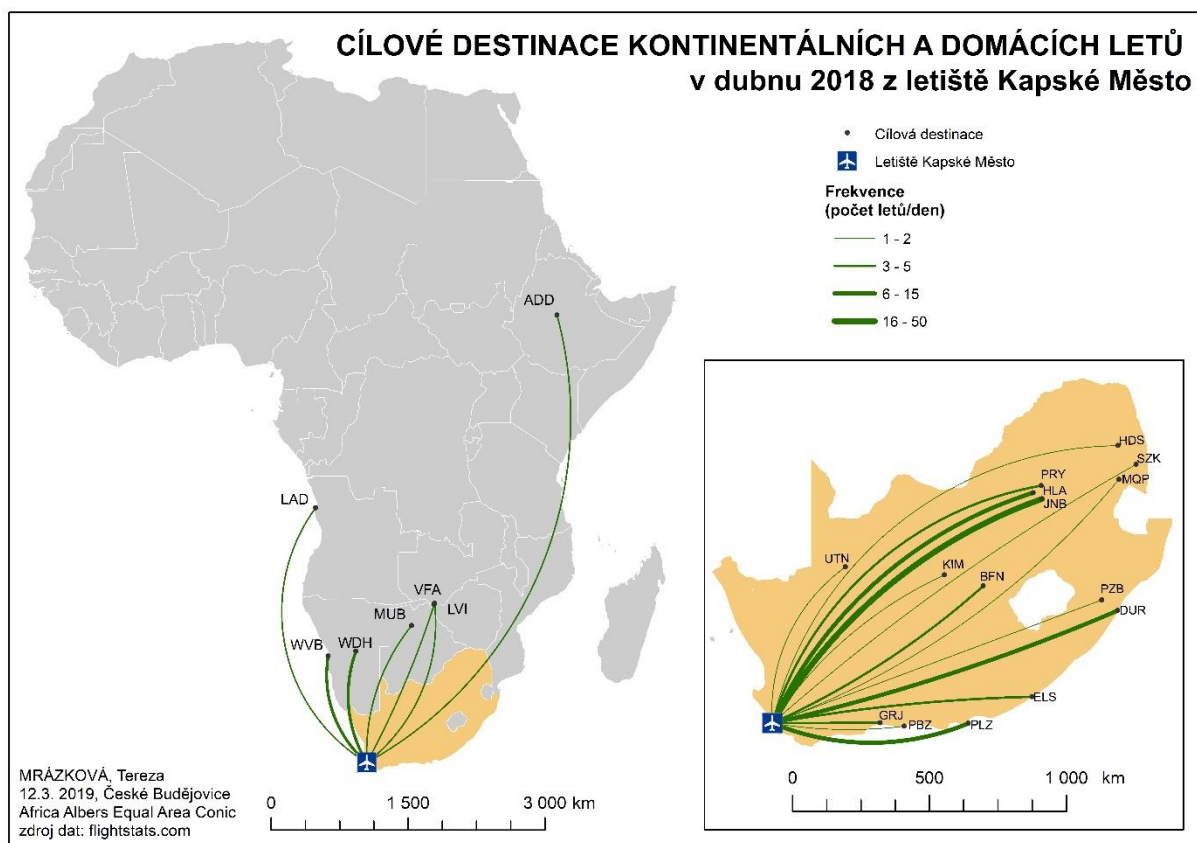 CÍLOVÉ DESTINACE KONTINENTÁLNÍCH A DOMÁCÍCH LETŮ
v dubnu 2018 z letiště Kapské Město
Cílová destinace
Letiště Kapské Město
Frekvence
(počet letů/den)
1 - 2
3 - 5
6 - 15
16 - 50
ADD
LAD
VFA
LVI
MUB
WDH
WVB
HDS
SZK
MQP
PRY
HLA
JNB
UTN
KIM
BFN
PZB
DUR
ELS
GRJ
PBZ
PLZ
0 500 1 000 km
MRÁZKOVÁ, Tereza
12.3. 2019, České Budějovice
Africa Albers Equal Area Conic
zdroj dat: flightstats.com
0 1 500 3 000 km